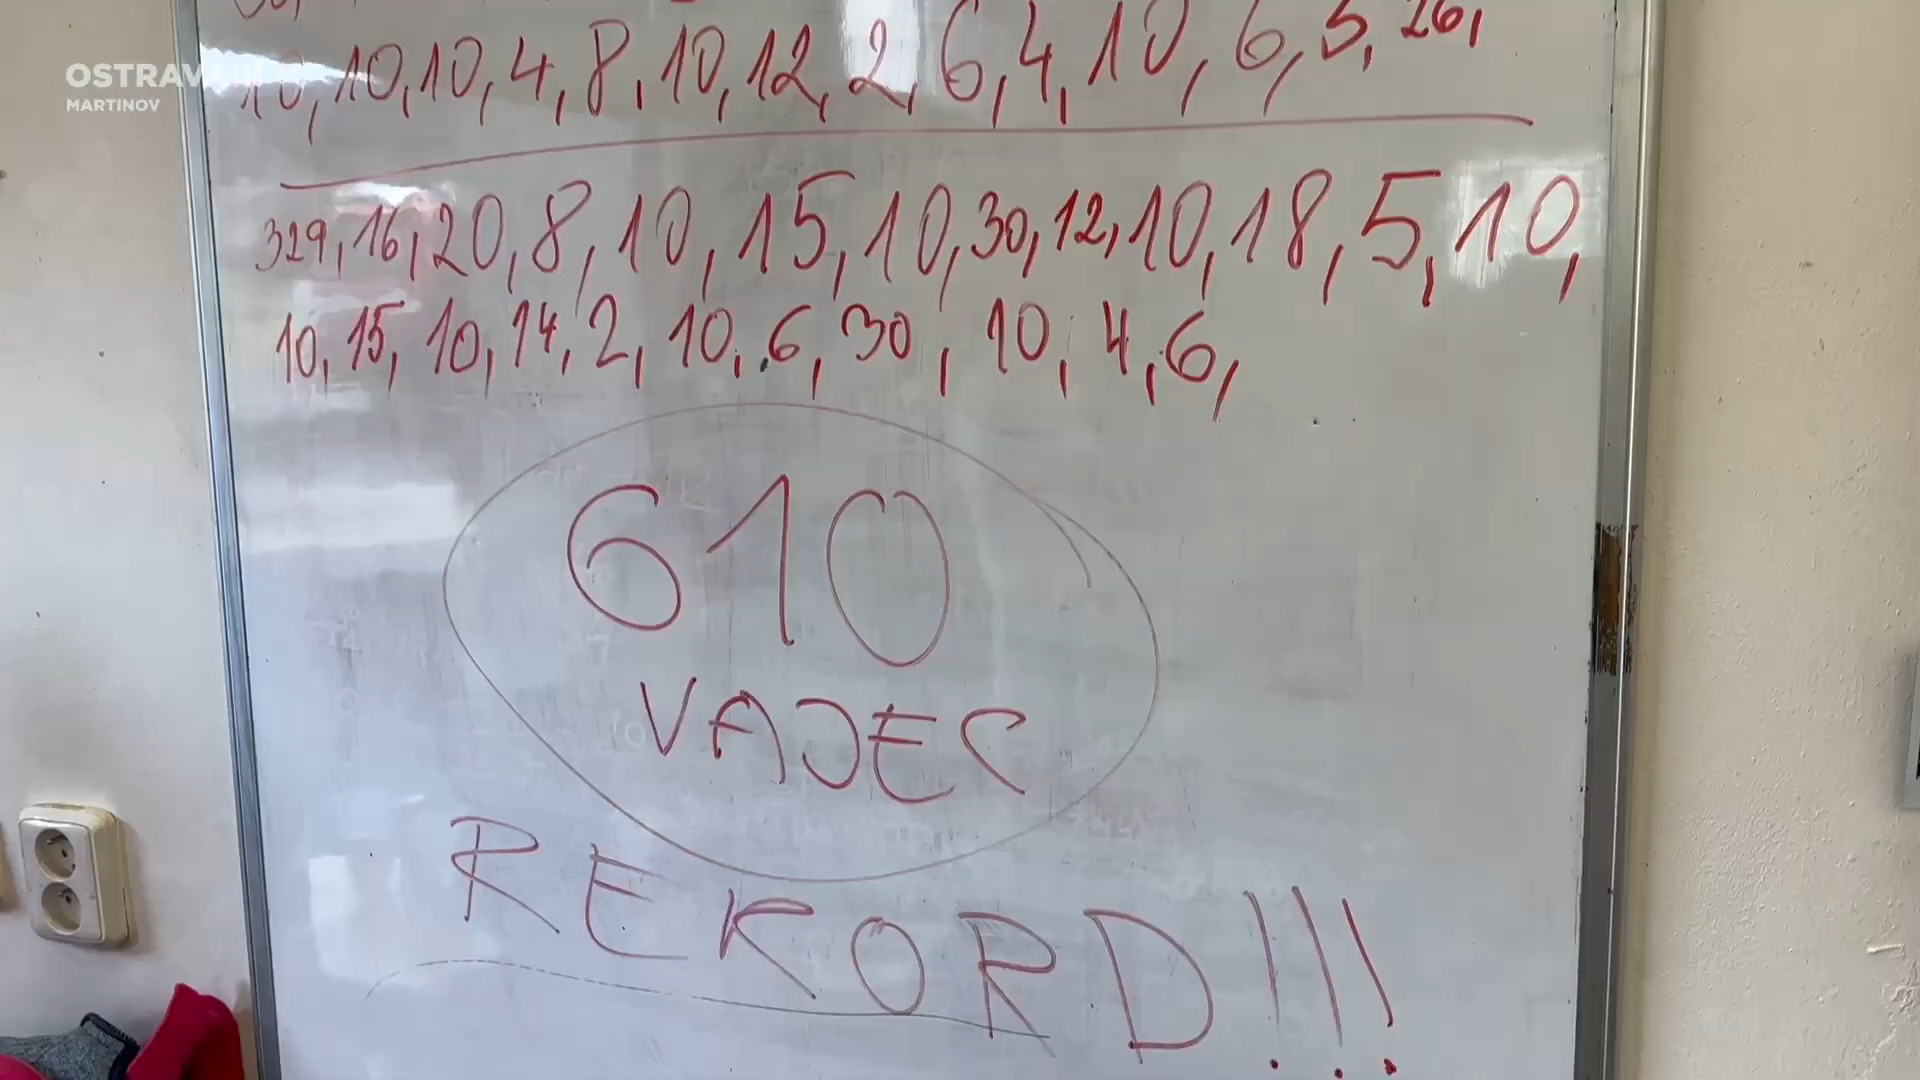 OSTRAVA
MARTINOV
10, 10, 10, 4, 8, 10, 12, 2, 6, 4, 10, 6, 5, 26,
329, 16, 20, 8, 10, 15, 10, 30, 12, 10, 18, 5, 10,
10, 15, 10, 14, 2, 10, 6, 30, 10, 4, 6,
610
VAJEC
REKORD!!!